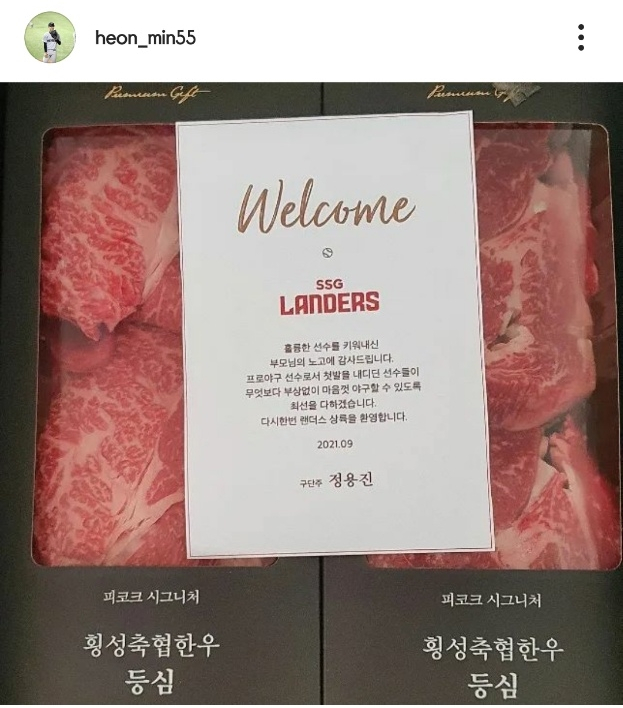 heon_min55
Premium Gift
Premium
Welcome
SSG
LANDERS
훌륭한 선수를 키워내신
부모님의 노고에 감사드립니다.
프로야구 선수로서 첫발을 내디딘 선수들이
무엇보다 부상없이 마음껏 야구할 수 있도록
최선을 다하겠습니다.
다시한번 랜더스 상륙을 환영합니다.
2021.09
구단주 정용진
피코크 시그니처
횡성축협한우
등심
피코크 시그니처
횡성축협한우
등심